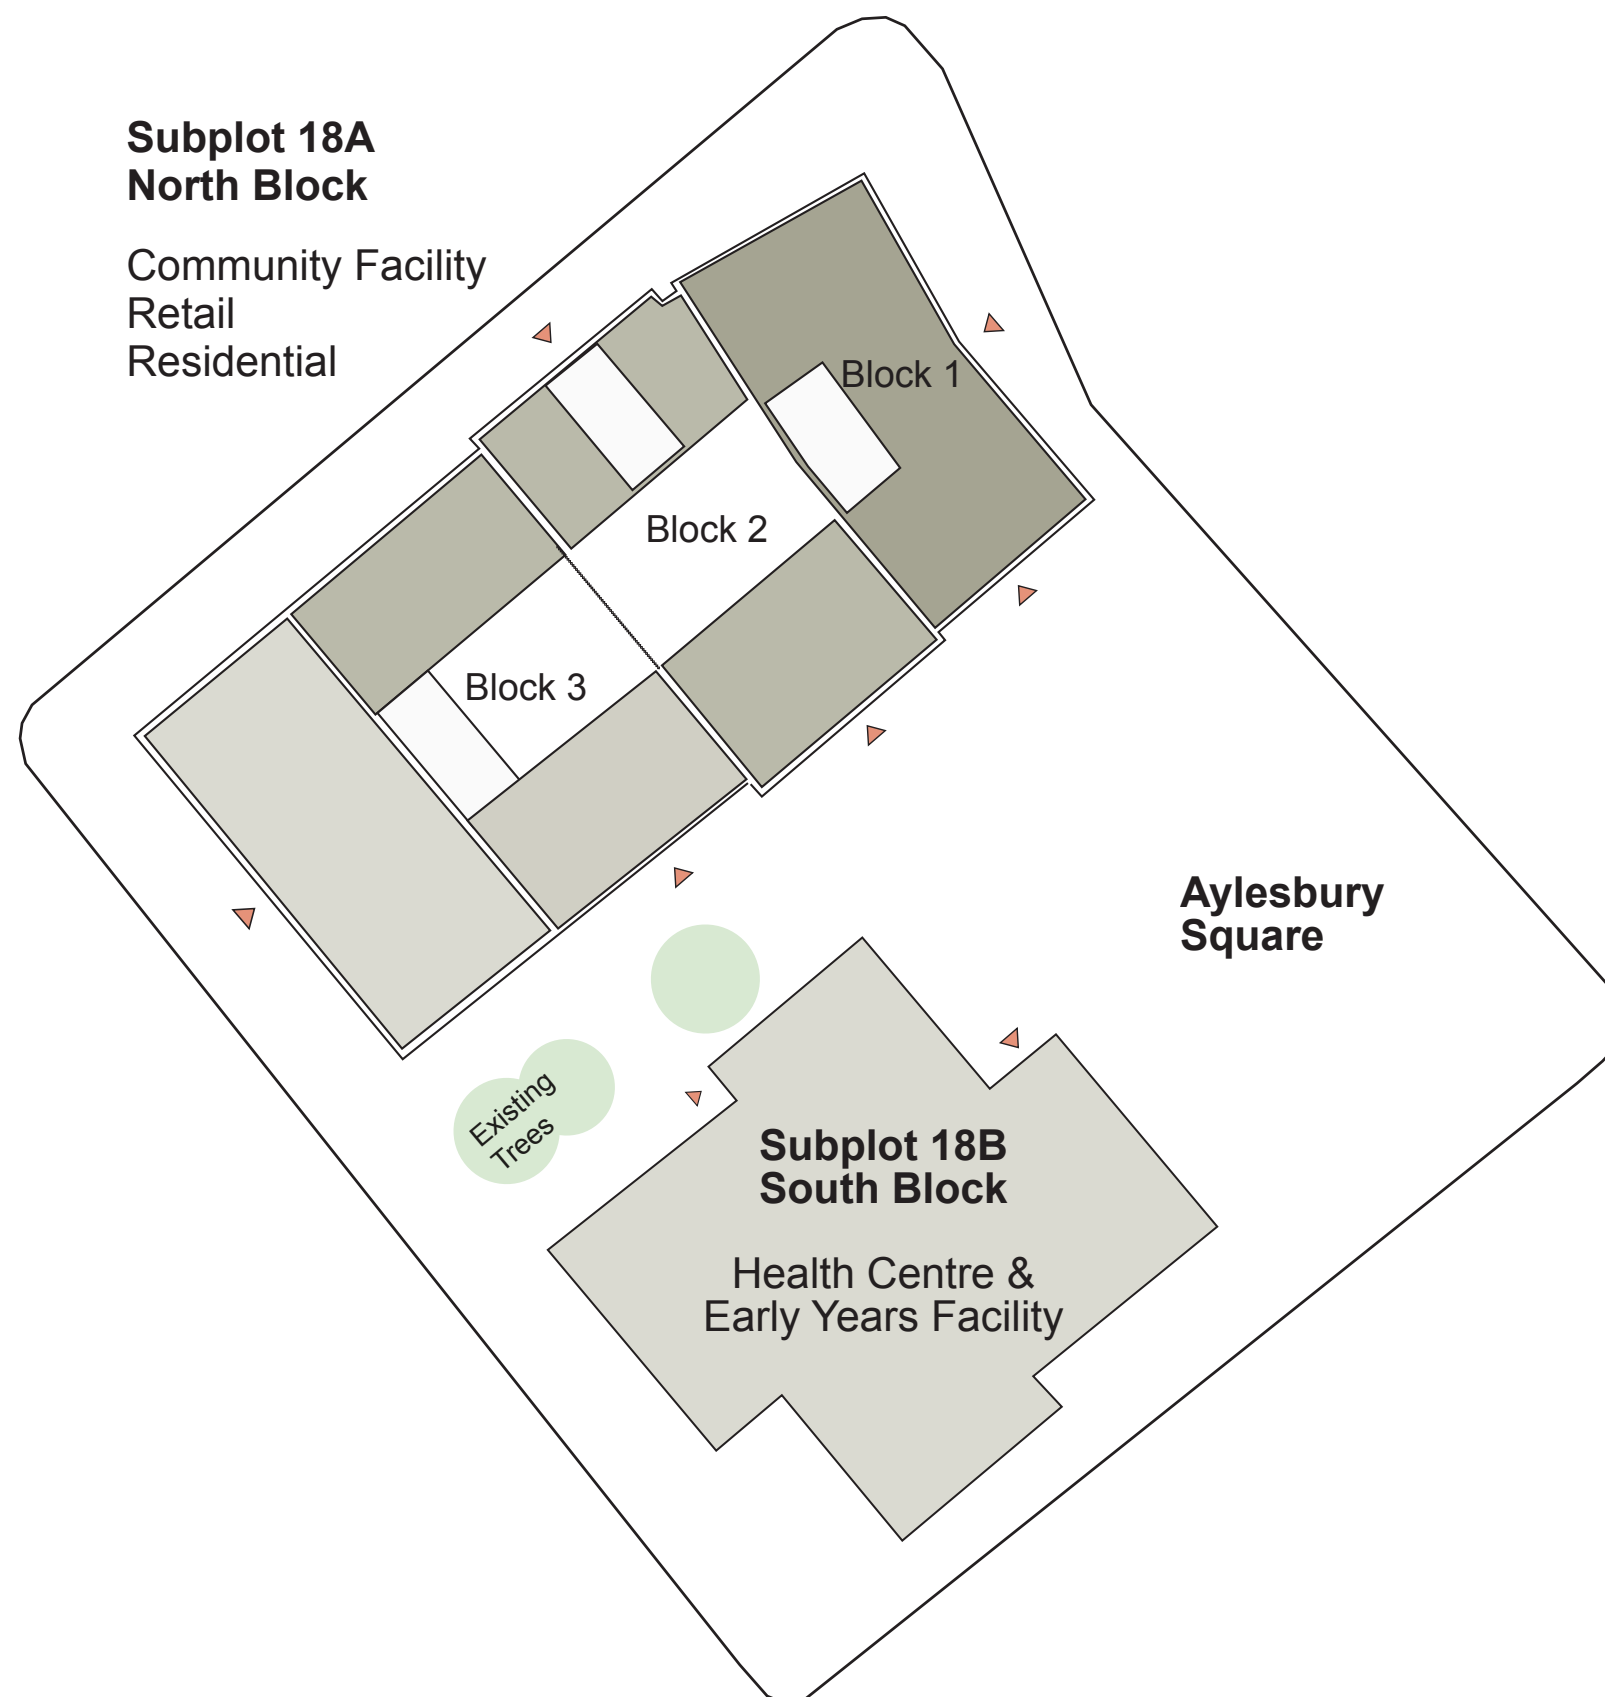 Subplot 18A
North Block
Community Facility
Retail
Residential
Block 1
Block 2
Block 3
Aylesbury
Square
Existing
Trees
Subplot 18B
South Block
Health Centre &
Early Years Facility